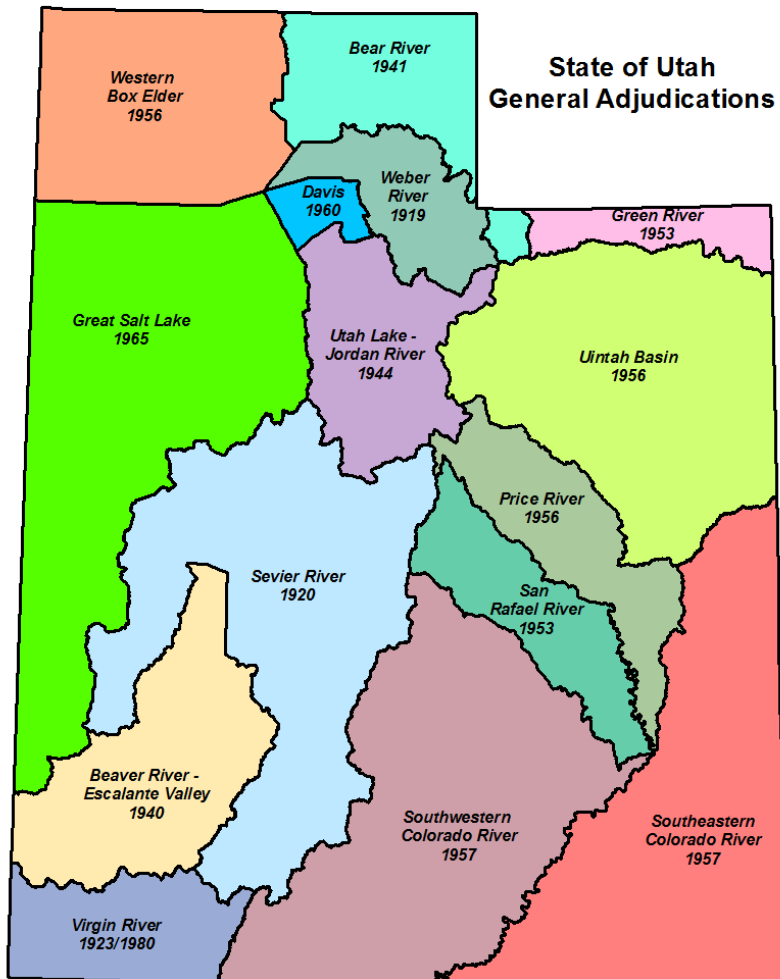 State of Utah
General Adjudications
Bear River
1941
Western
Box Elder
1956
Weber
River
1919
Davis
1960
Green River
1953
Great Salt Lake
1965
Utah Lake -
Jordan River
1944
Uintah Basin
1956
Price River
1956
Sevier River
1920
San
Rafael River
1953
Beaver River -
Escalante Valley
1940
Southwestern
Colorado River
1957
Southeastern
Colorado River
1957
Virgin River
1923/1980